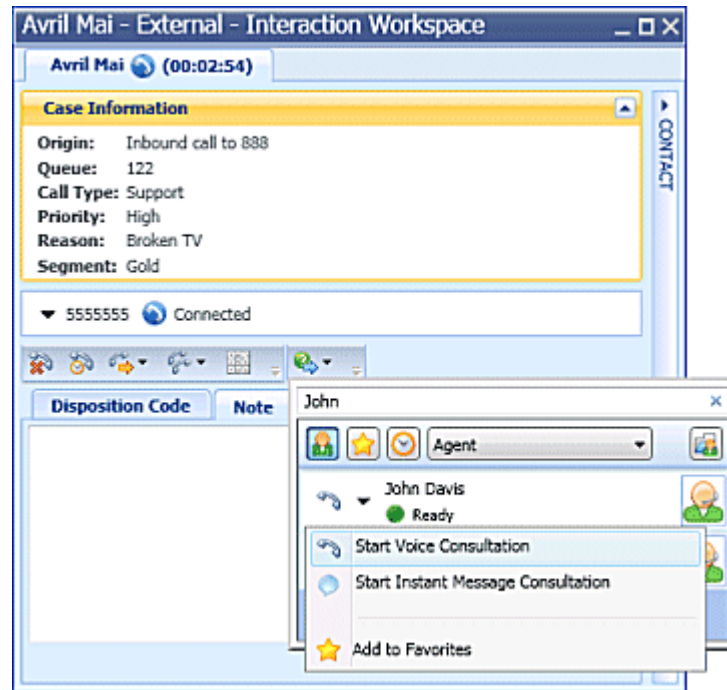 Avril Mai - External - Interaction Workspace
Avril Mai (00:02:54)
Case Information
Origin: Inbound call to 888
Queue: 122
Call Type: Support
Priority: High
Reason: Broken TV
Segment: Gold
CONTACT
5555555 Connected
Disposition Code Note
John
Agent
John Davis
Ready
Start Voice Consultation
Start Instant Message Consultation
Add to Favorites